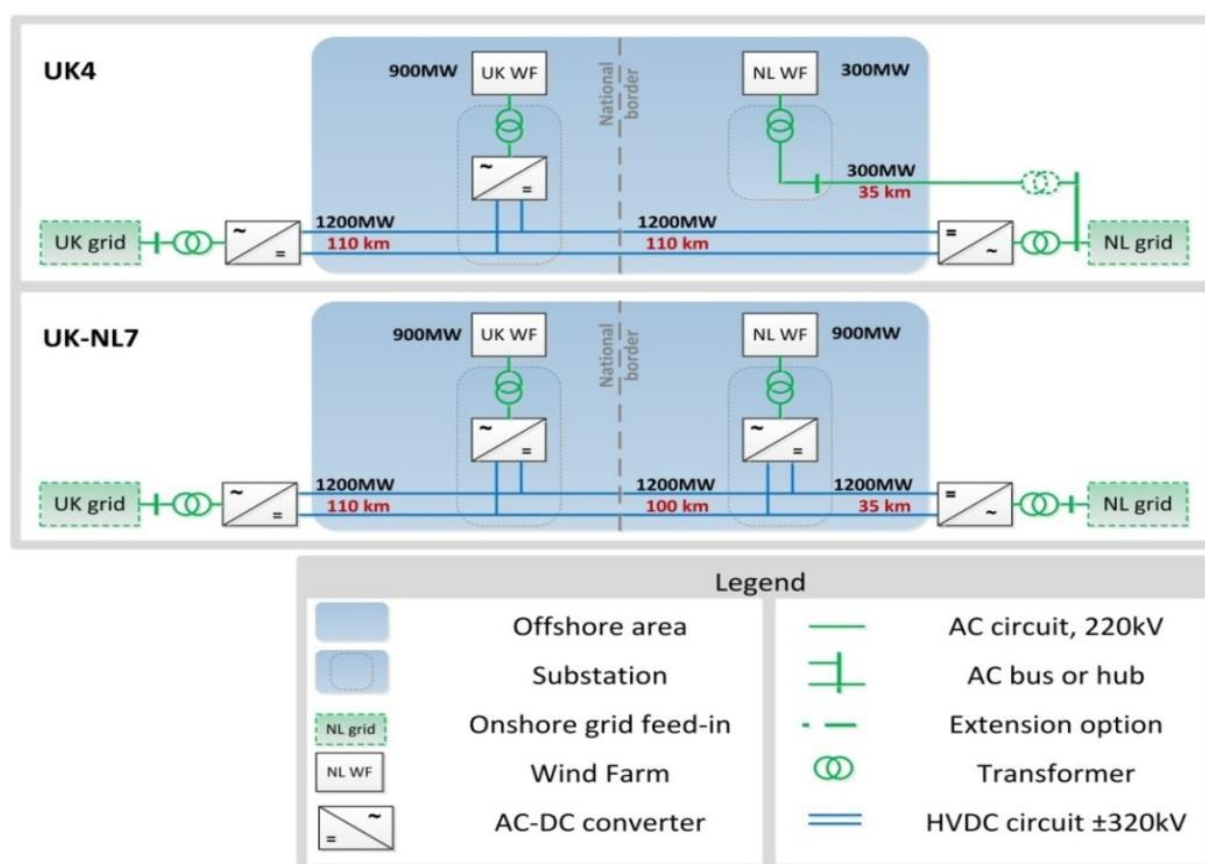 UK4
900MW
UK WF
National
border
NL WF
300MW
~
=
300MW
35 km
UK grid
~
=
1200MW
110 km
1200MW
110 km
=
~
NL grid
UK-NL7
900MW
UK WF
National
border
NL WF
900MW
~
=
~
=
UK grid
~
=
1200MW
110 km
1200MW
100 km
1200MW
35 km
=
~
NL grid
Legend
Offshore area
Substation
NL grid
Onshore grid feed-in
NL WF
Wind Farm
~
=
AC-DC converter
AC circuit, 220kV
AC bus or hub
Extension option
Transformer
HVDC circuit ±320kV